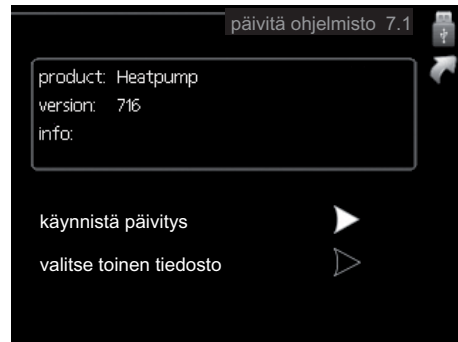 päivitä ohjelmisto 7.1
product: Heatpump
version: 716
info:
käynnistä päivitys
valitse toinen tiedosto